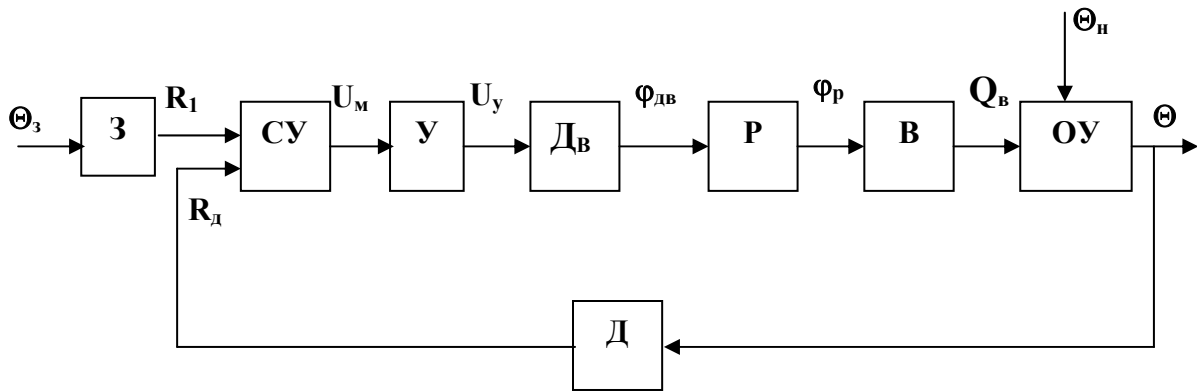 Θн
Θз
З
R1
СУ
Uм
У
Uу
Дв
φдв
Р
φр
В
Qв
ОУ
Θ
Rд
Д